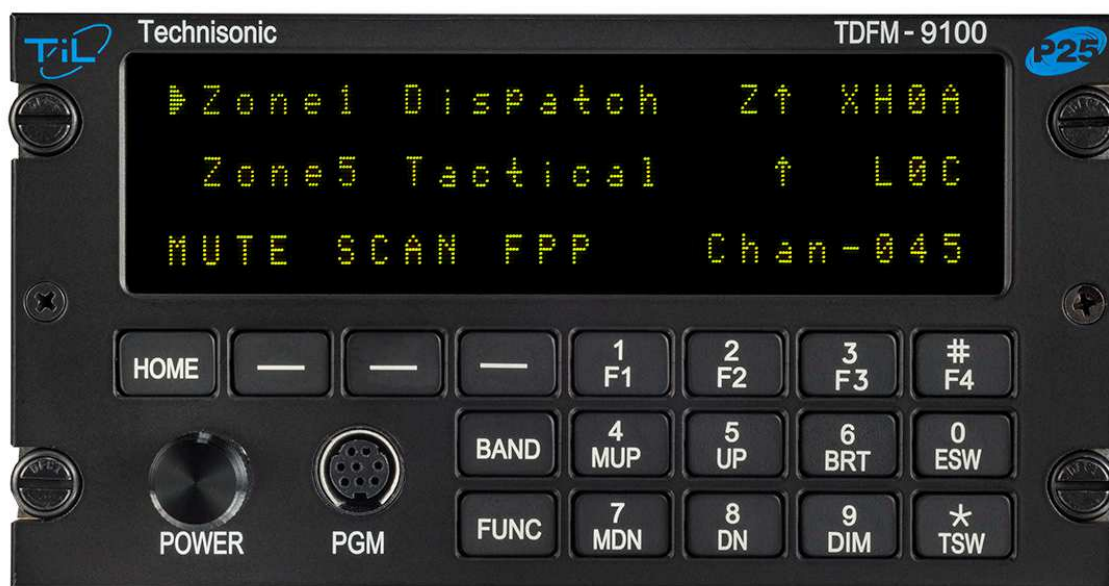 TiL Technisonic TDFM-9100 P25
Zone1 Dispatch Z↑ XH0A
Zone5 Tactical ↑ L0C
MUTE SCAN FPP Chan-045
HOME — — — 1 F1 2 F2 3 F3 # F4
BAND 4 MUP 5 UP 6 BRT 0 ESW
FUNC 7 MDN 8 DN 9 DIM * TSW
POWER PGM